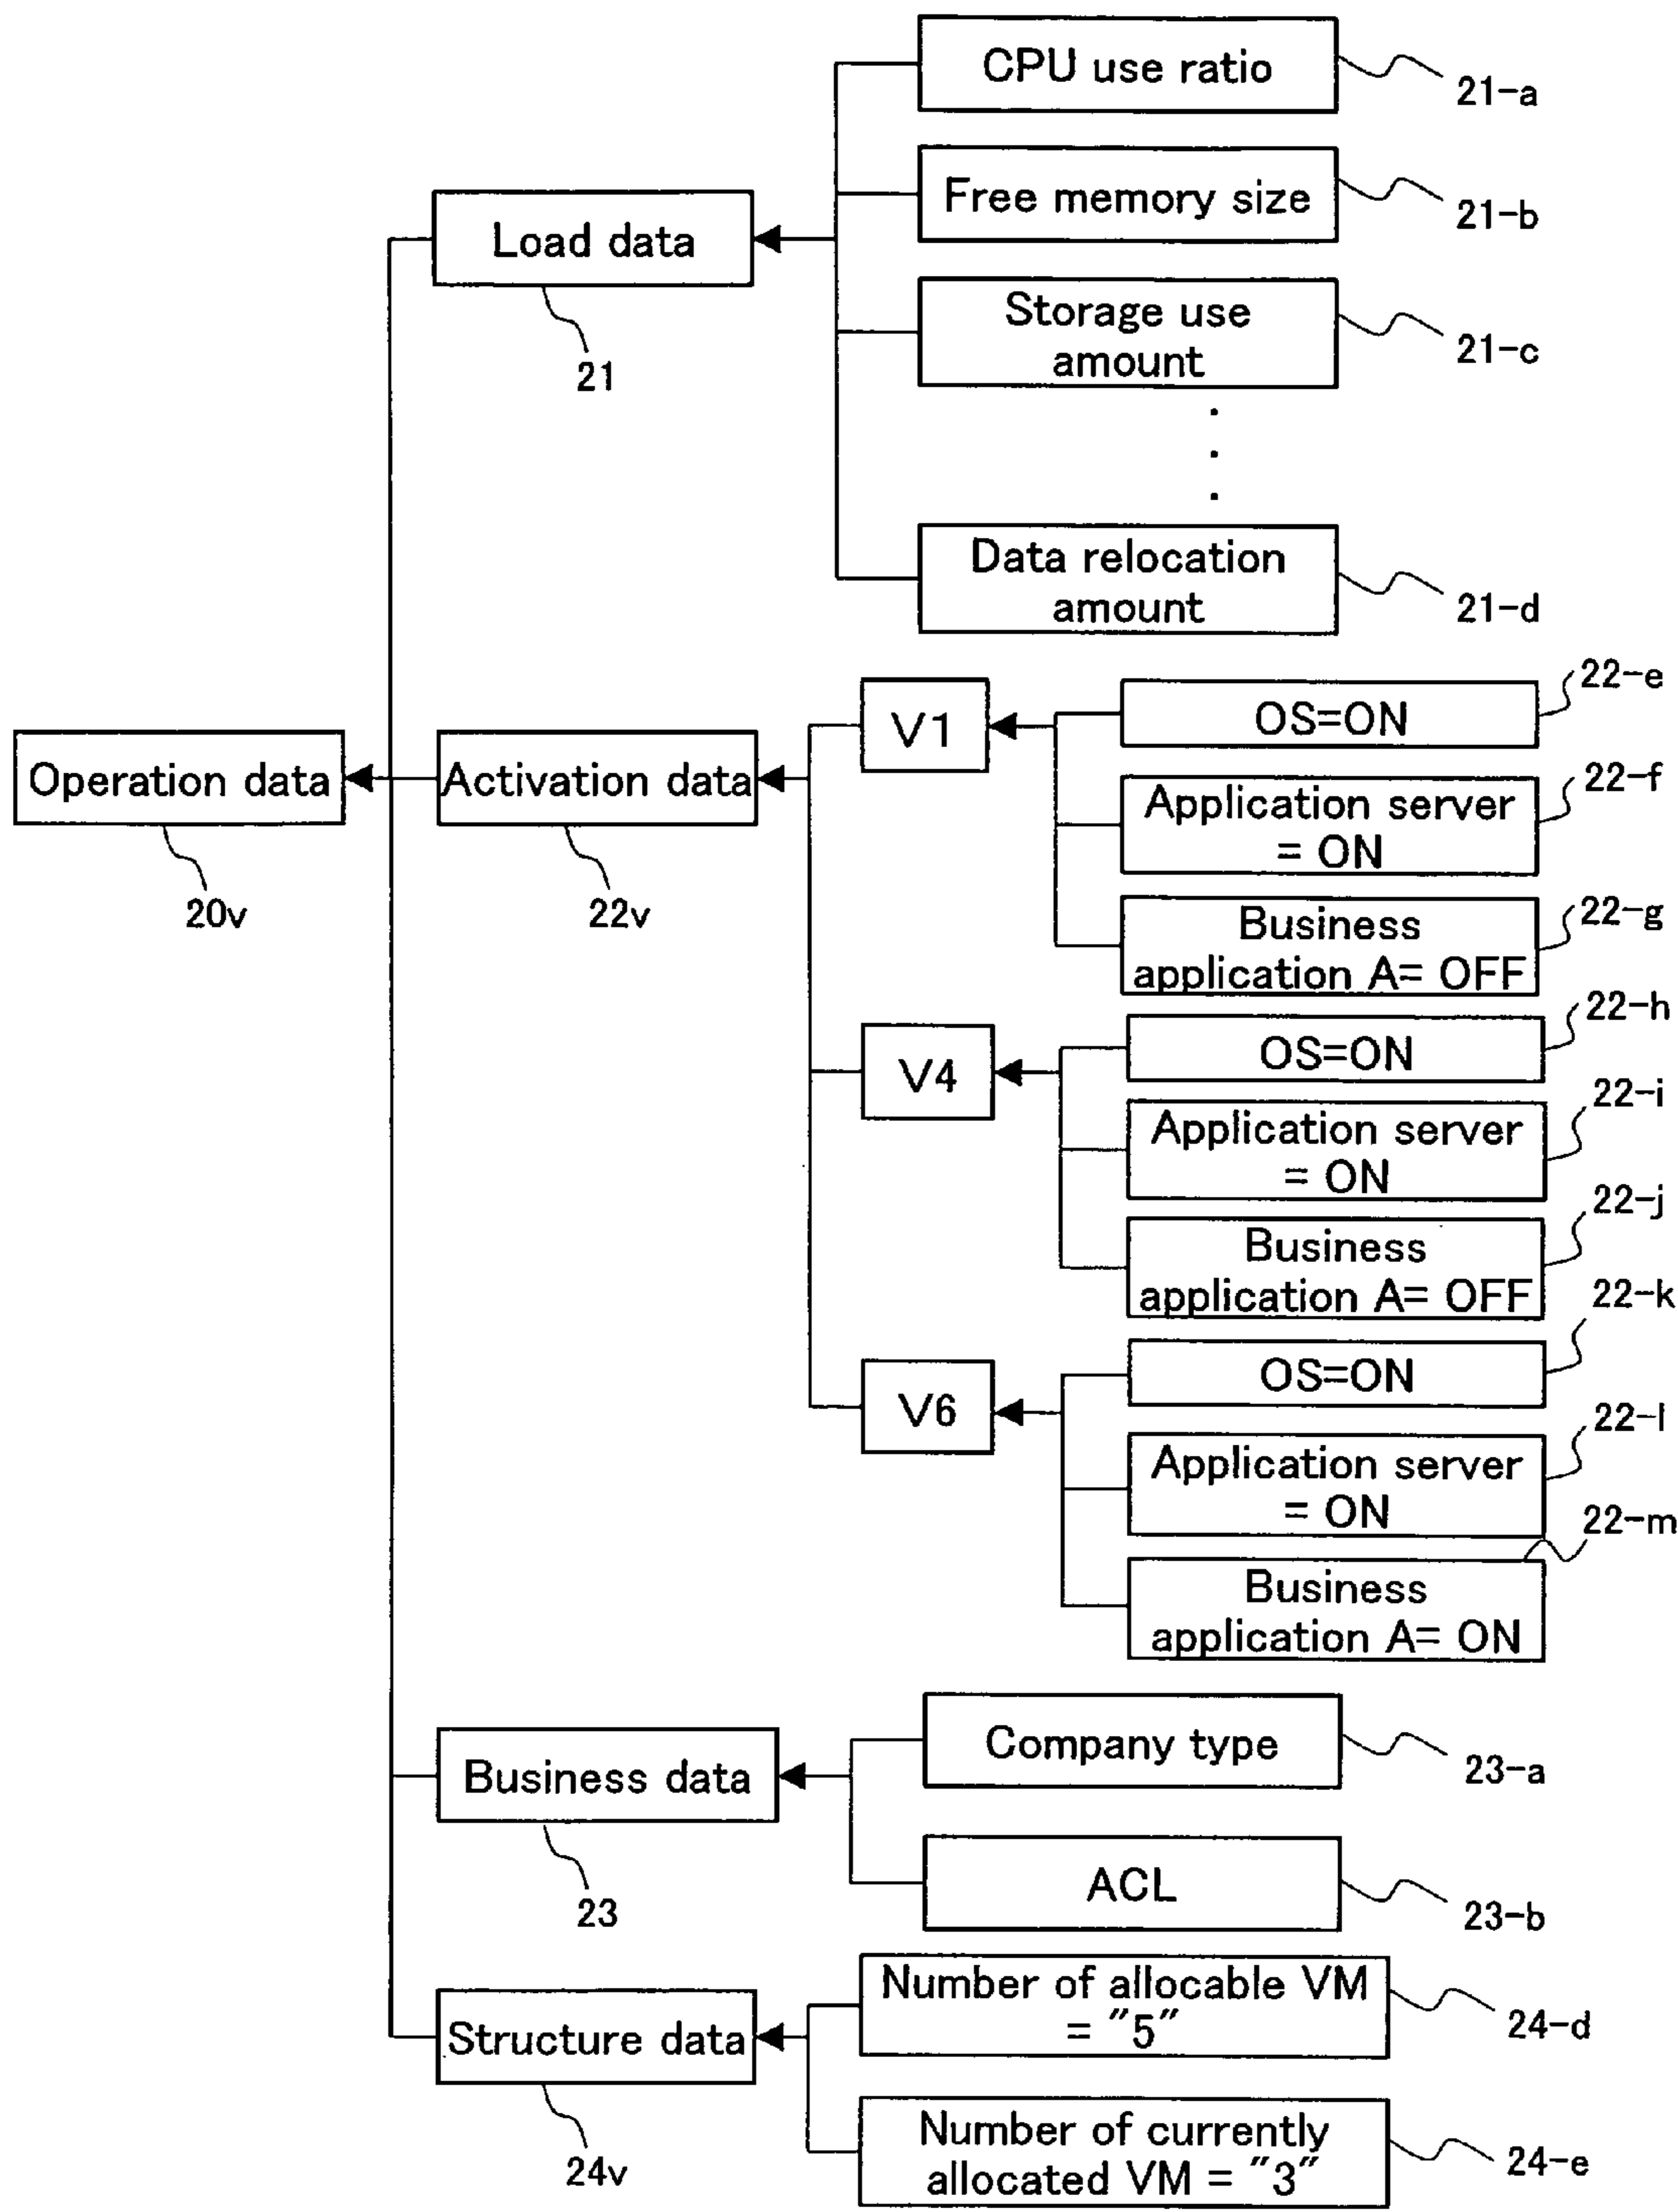 CPU use ratio
21-a
Free memory size
21-b
Load data
21
Storage use
amount
21-c
Data relocation
amount
21-d
Operation data
20v
Activation data
22v
V1
OS=ON
22-e
Application server
= ON
22-f
Business
application A= OFF
22-g
V4
OS=ON
22-h
Application server
= ON
22-i
Business
application A= OFF
22-j
V6
OS=ON
22-k
Application server
= ON
22-l
Business
application A= ON
22-m
Business data
23
Company type
23-a
ACL
23-b
Structure data
24v
Number of allocable VM
= "5"
24-d
Number of currently
allocated VM = "3"
24-e